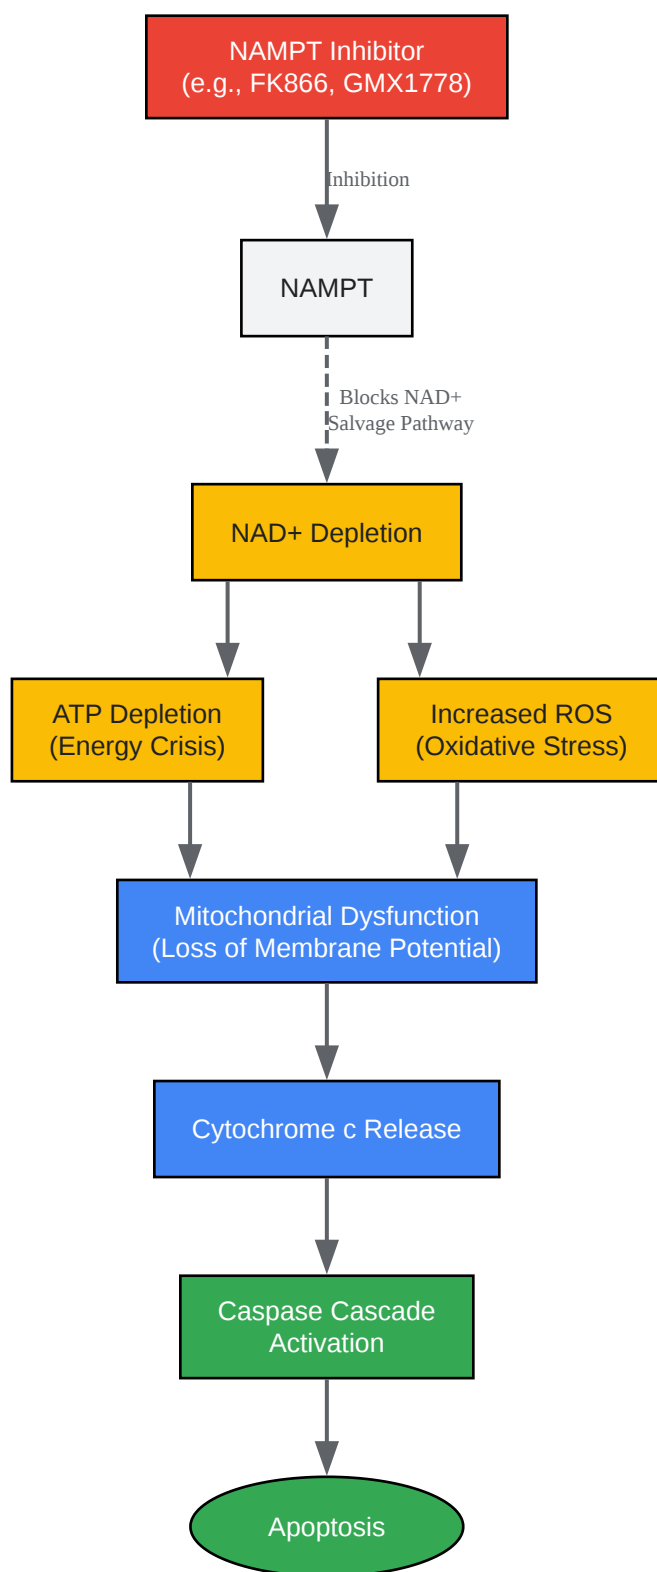 NAMPT Inhibitor
(e.g., FK866, GMX1778)
Inhibition
NAMPT
Blocks NAD+
Salvage Pathway
NAD+ Depletion
ATP Depletion
(Energy Crisis)
Increased ROS
(Oxidative Stress)
Mitochondrial Dysfunction
(Loss of Membrane Potential)
Cytochrome c Release
Caspase Cascade
Activation
Apoptosis